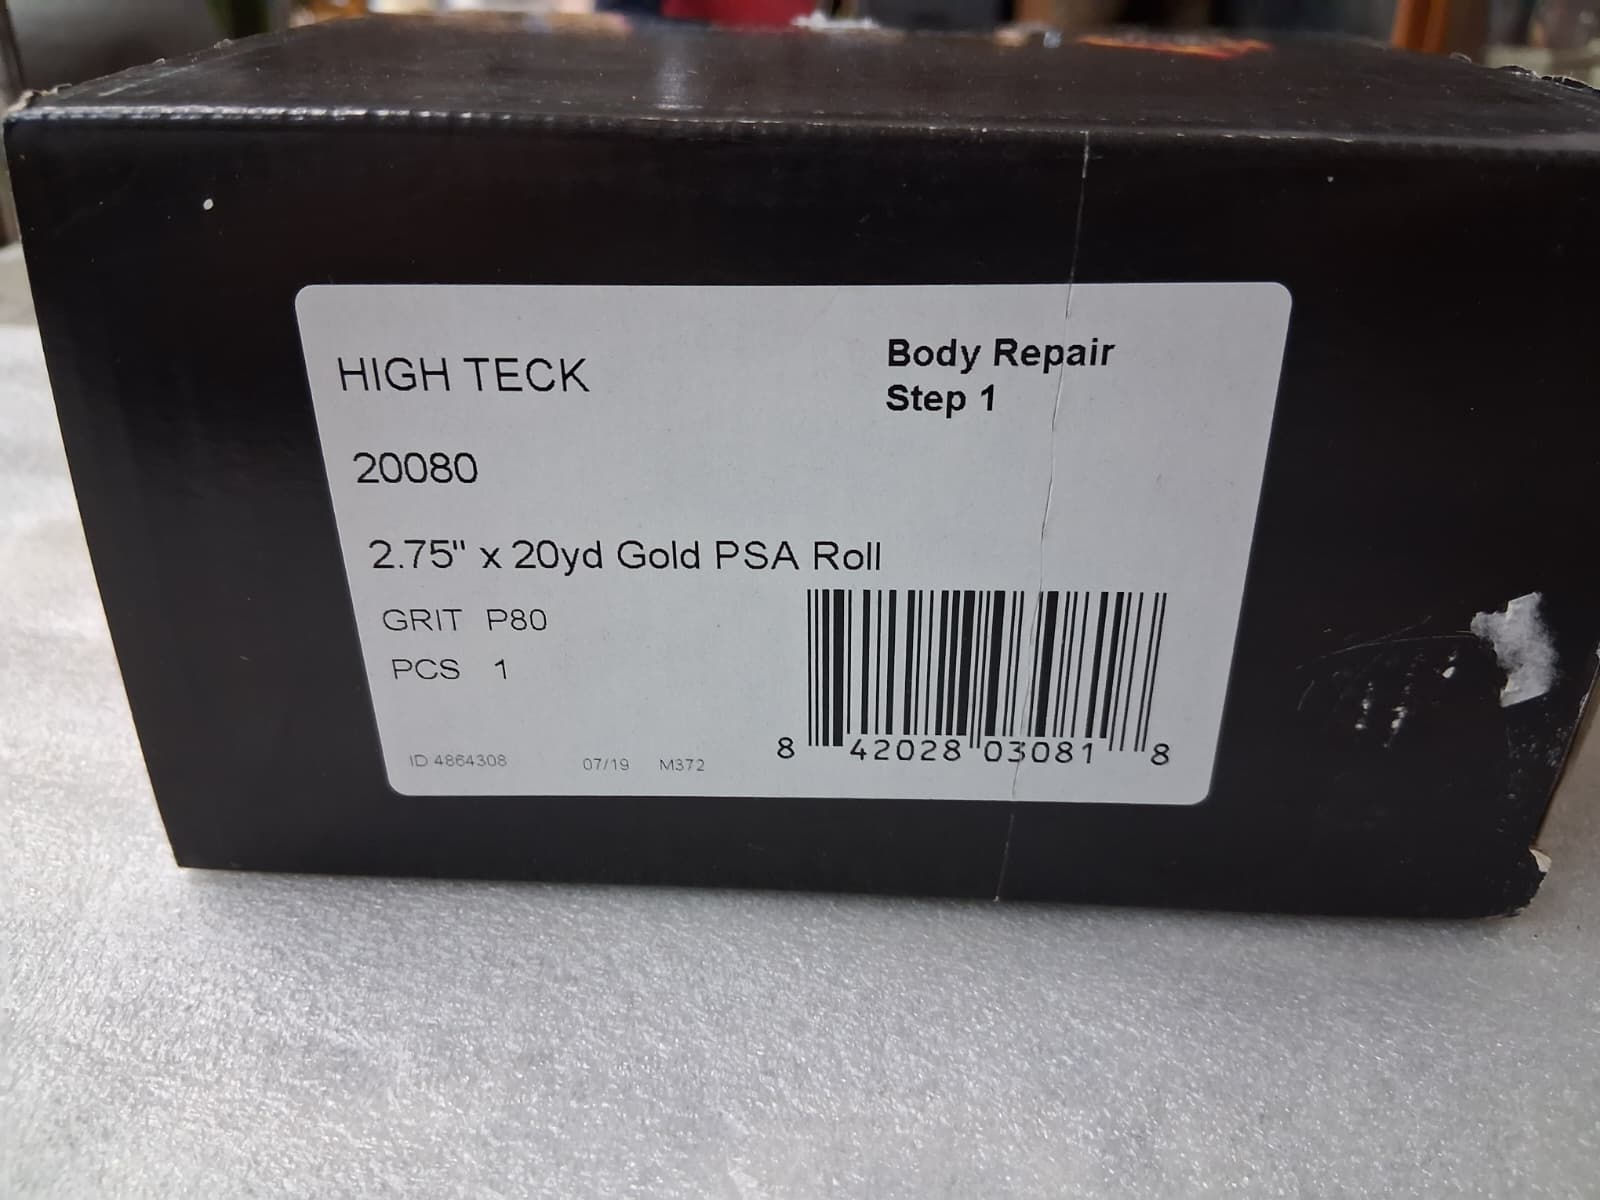 HIGH TECK
Body Repair
Step 1
20080
2.75" x 20yd Gold PSA Roll
GRIT P80
PCS 1
ID 4864308 07/19 M372
8 42028 03081 8